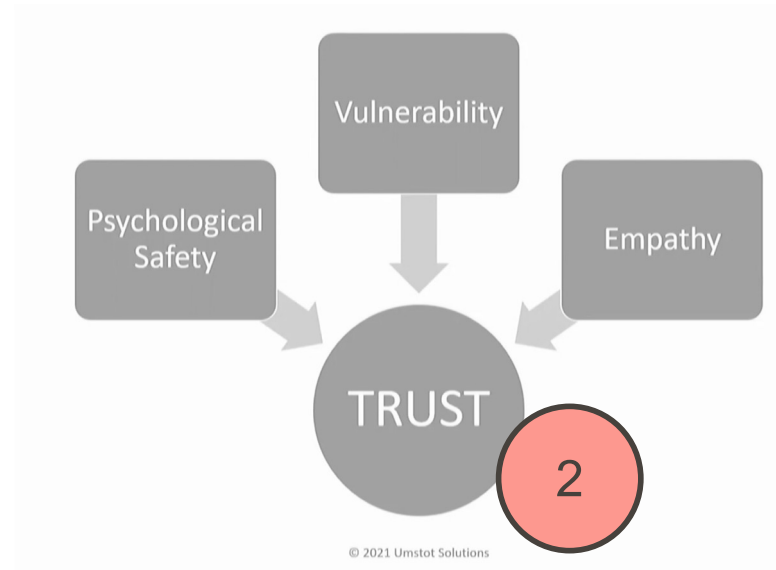 Vulnerability
Psychological
Safety
Empathy
TRUST
2
© 2021 Umstot Solutions